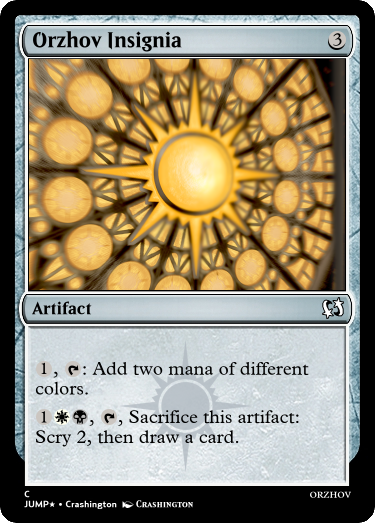 Orzhov Insignia 3
Artifact
1, : Add two mana of different
colors.
1 , , Sacrifice this artifact:
Scry 2, then draw a card.
C
JUMP★ • Crashington CRASHINGTON
ORZHOV